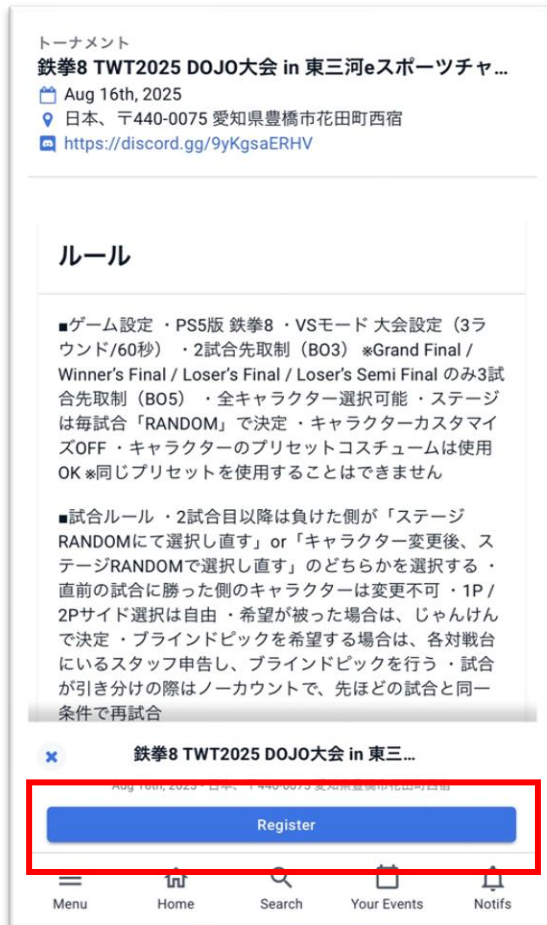 トーナメント
鉄拳8 TWT2025 DOJO大会 in 東三河eスポーツチャ...
Aug 16th, 2025
日本、〒440-0075 愛知県豊橋市花田町西宿
https://discord.gg/9yKgsaERHV
ルール
■ゲーム設定 ・PS5版 鉄拳8 ・VSモード 大会設定（3ラ
ウンド/60秒） ・2試合先取制（BO3） ※Grand Final /
Winner's Final / Loser's Final / Loser's Semi Final のみ3試
合先取制（BO5） ・全キャラクター選択可能 ・ステージ
は毎試合「RANDOM」で決定 ・キャラクターカスタマイ
ズOFF ・キャラクターのプリセットコスチュームは使用
OK ※同じプリセットを使用することはできません
■試合ルール ・2試合目以降は負けた側が「ステージ
RANDOMにて選択し直す」or「キャラクター変更後、ス
テージRANDOMで選択し直す」のどちらかを選択する ・
直前の試合に勝った側のキャラクターは変更不可 ・1P /
2Pサイド選択は自由 ・希望が被った場合は、じゃんけん
で決定 ・ブラインドピックを希望する場合は、各対戦台
にいるスタッフ申告し、ブラインドピックを行う ・試合
が引き分けの際はノーカウントで、先ほどの試合と同一
条件で再試合
鉄拳8 TWT2025 DOJO大会 in 東三...
Aug 16th, 2025・日本、〒440-0075 愛知県豊橋市花田町西宿
Register
Menu
Home
Search
Your Events
Notifs